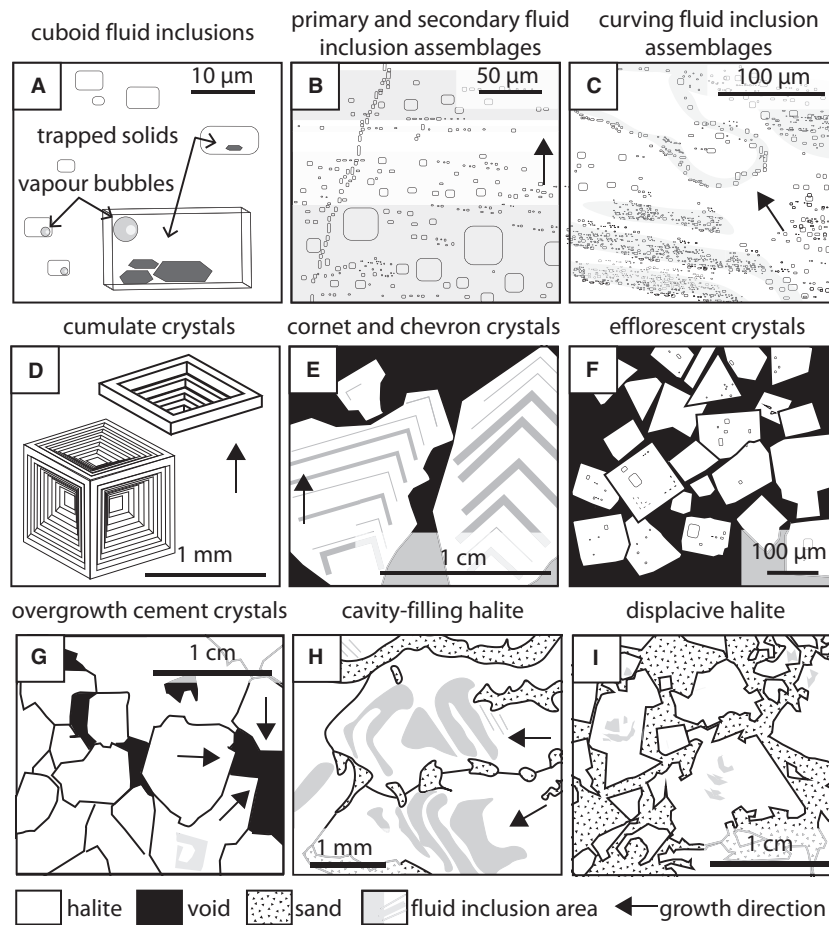 cuboid fluid inclusions
primary and secondary fluid
inclusion assemblages
curving fluid inclusion
assemblages
A
10 µm
trapped solids
vapour bubbles
B
50 µm
C
100 µm
cumulate crystals
cornet and chevron crystals
efflorescent crystals
D
1 mm
E
1 cm
F
100 µm
overgrowth cement crystals
cavity-filling halite
displacive halite
G
1 cm
H
1 mm
I
1 cm
halite void sand fluid inclusion area growth direction